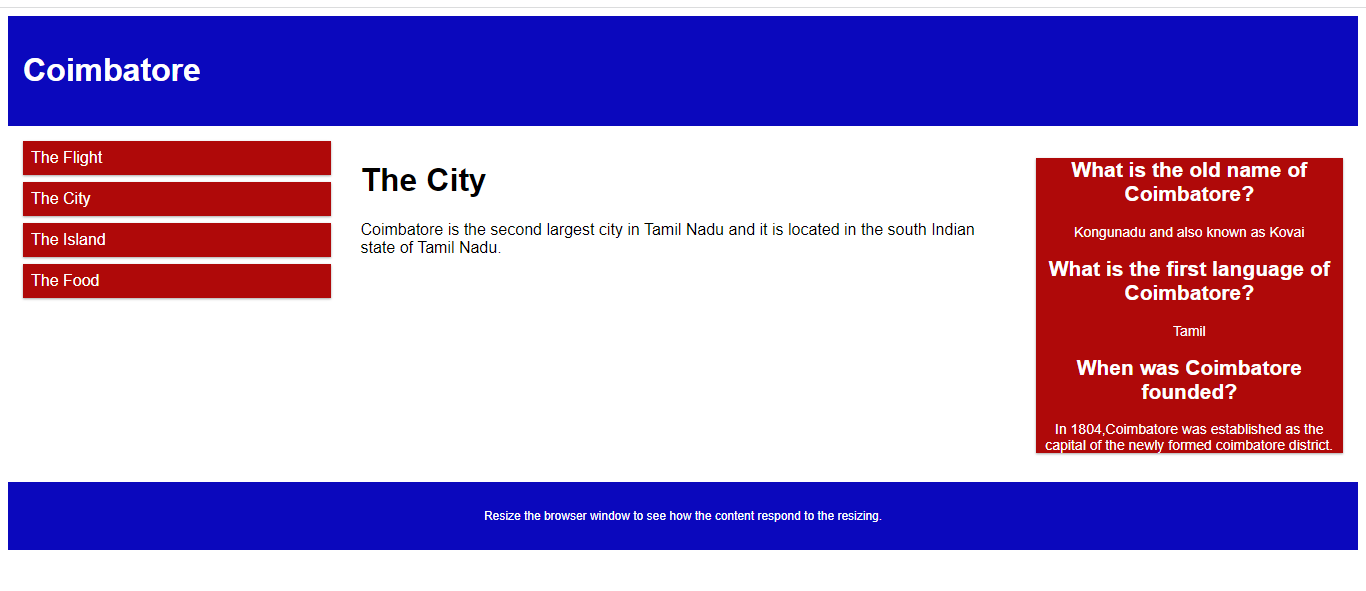 Coimbatore
The Flight
The City
The Island
The Food
The City
Coimbatore is the second largest city in Tamil Nadu and it is located in the south Indian
state of Tamil Nadu.
What is the old name of
Coimbatore?
Kongunadu and also known as Kovai
What is the first language of
Coimbatore?
Tamil
When was Coimbatore
founded?
In 1804,Coimbatore was established as the
capital of the newly formed coimbatore district.
Resize the browser window to see how the content respond to the resizing.